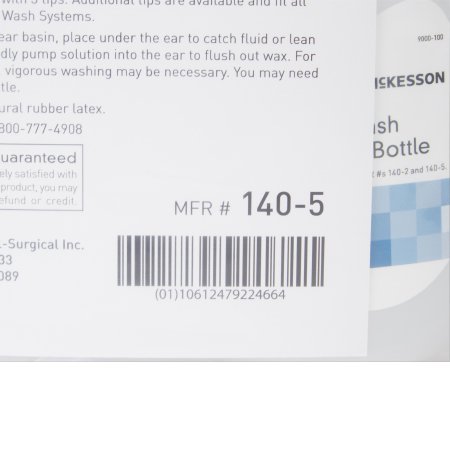 with 3 tips. Additional tips are available and fit all
Wash Systems.
ear basin, place under the ear to catch fluid or lean
dly pump solution into the ear to flush out wax. For
vigorous washing may be necessary. You may need
ttle.
ural rubber latex.
800-777-4908
uaranteed
ely satisfied with
product, you may
efund or credit.
MFR # 140-5
-Surgical Inc.
33
089
(01)10612479224664
9000-100
McKESSON
sh
Bottle
#s 140-2 and 140-5.